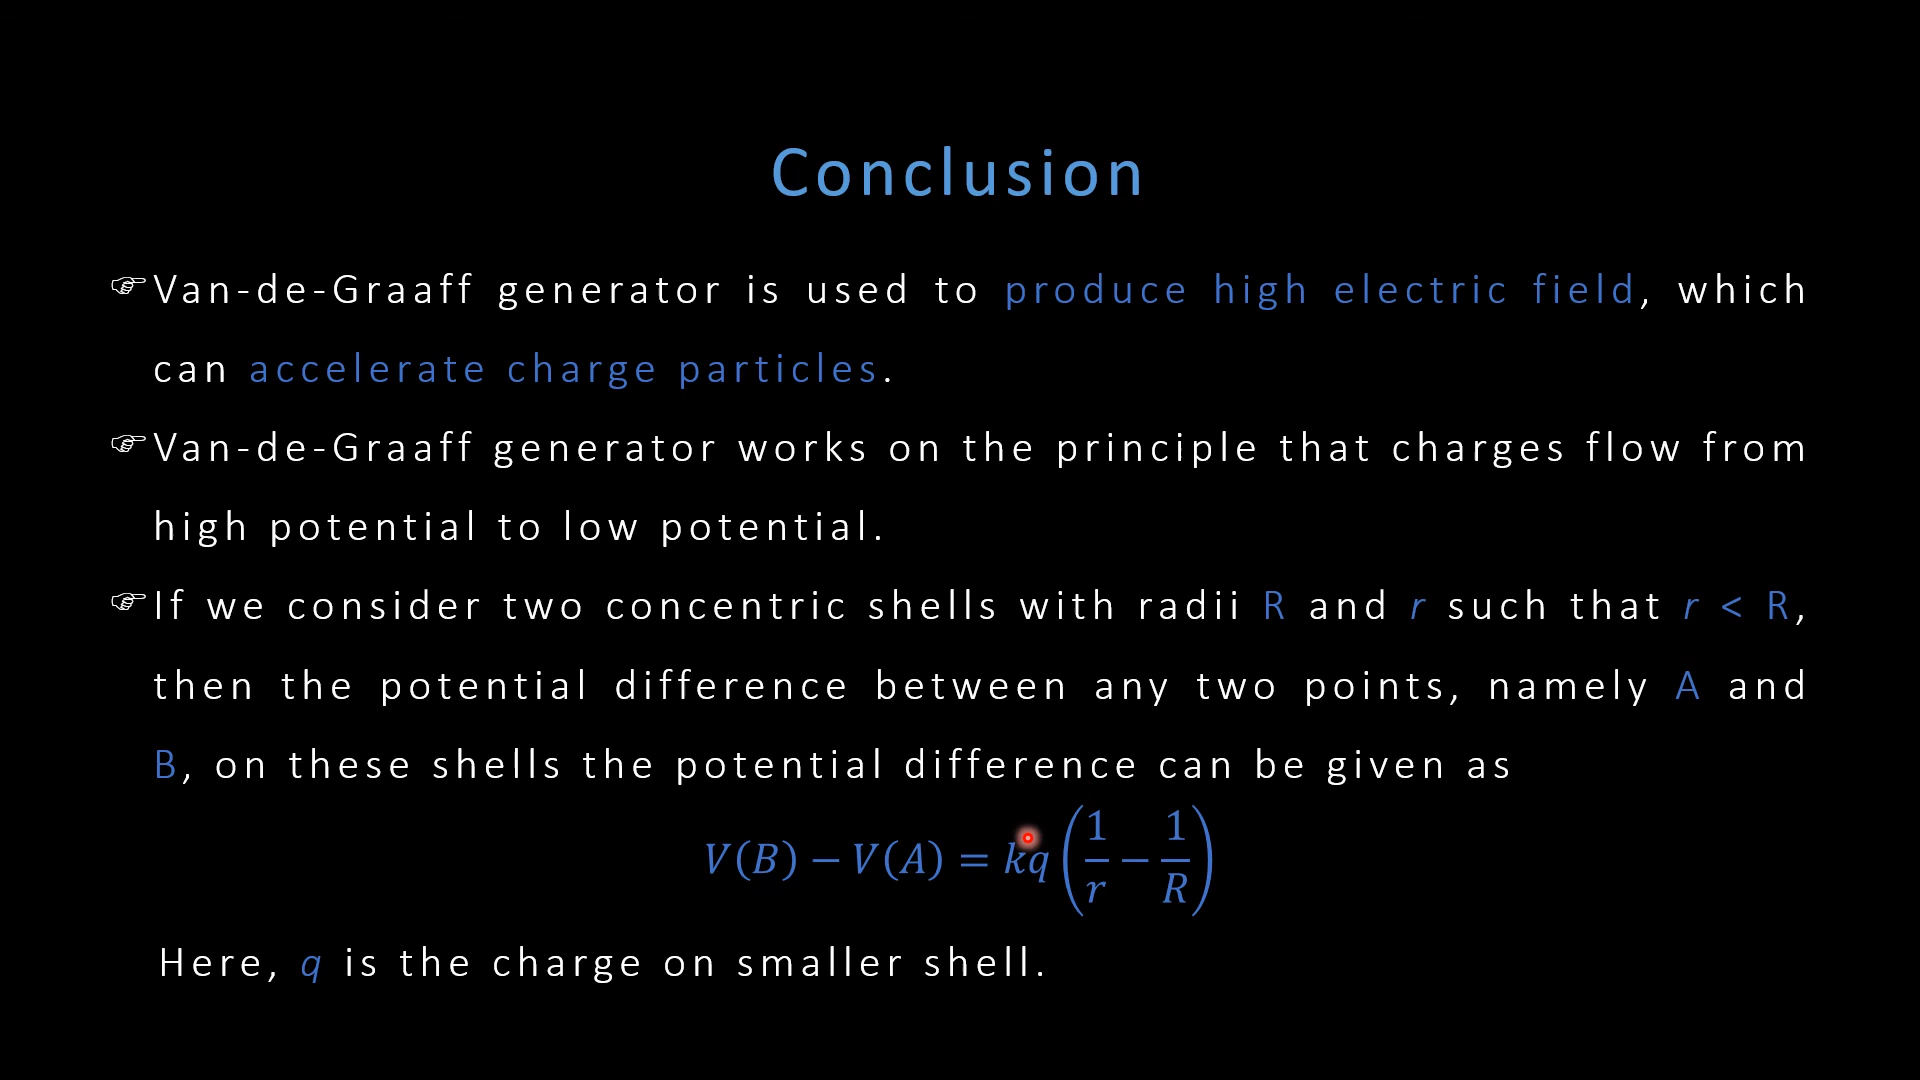 Conclusion
☞Van-de-Graaff generator is used to produce high electric field, which
can accelerate charge particles.
☞Van-de-Graaff generator works on the principle that charges flow from
high potential to low potential.
☞If we consider two concentric shells with radii R and r such that r < R,
then the potential difference between any two points, namely A and
B, on these shells the potential difference can be given as
V(B) − V(A) = kq (1/r − 1/R)
Here, q is the charge on smaller shell.